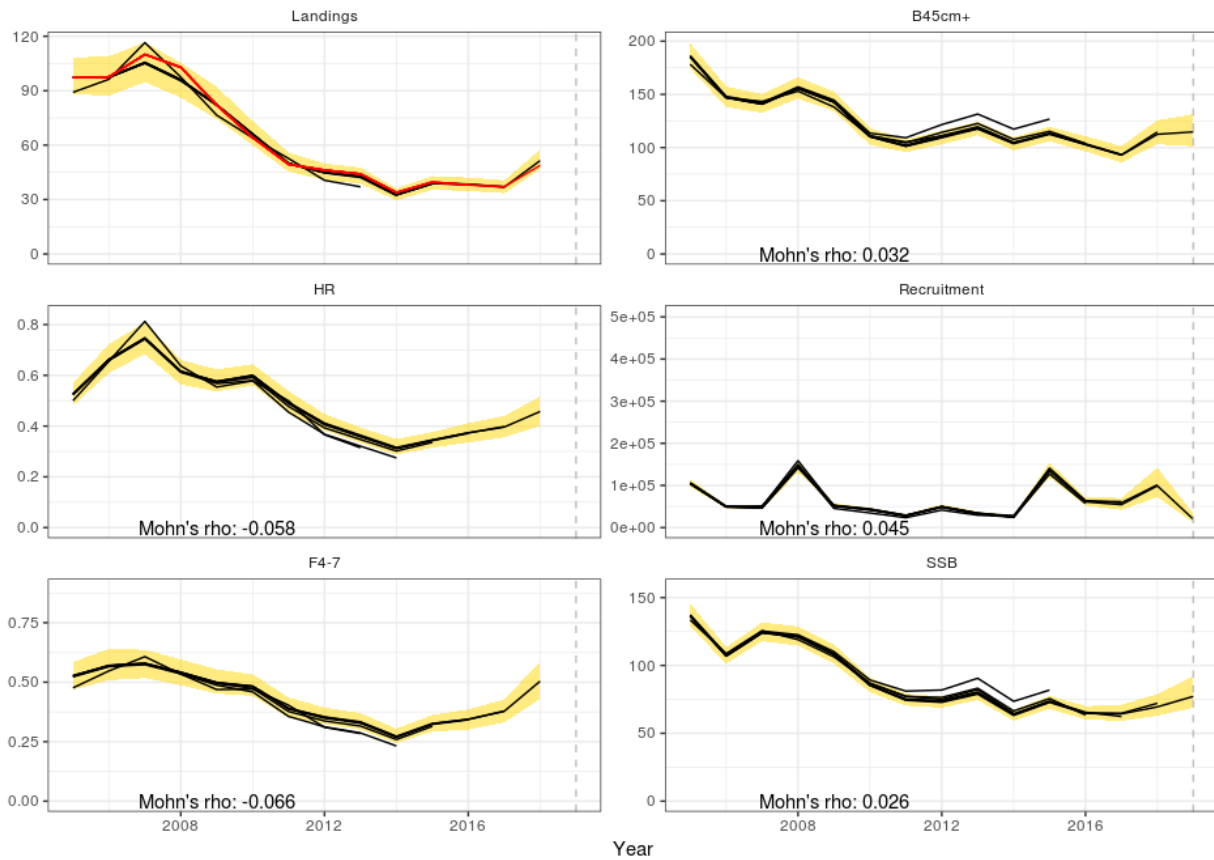 Landings
B45cm+
120
90
60
30
0
200
150
100
50
0
Mohn's rho: 0.032
HR
Recruitment
0.8
0.6
0.4
0.2
0.0
Mohn's rho: -0.058
5e+05
4e+05
3e+05
2e+05
1e+05
0e+00
Mohn's rho: 0.045
F4-7
SSB
0.75
0.50
0.25
0.00
Mohn's rho: -0.066
150
100
50
0
Mohn's rho: 0.026
2008
2012
2016
2008
2012
2016
Year